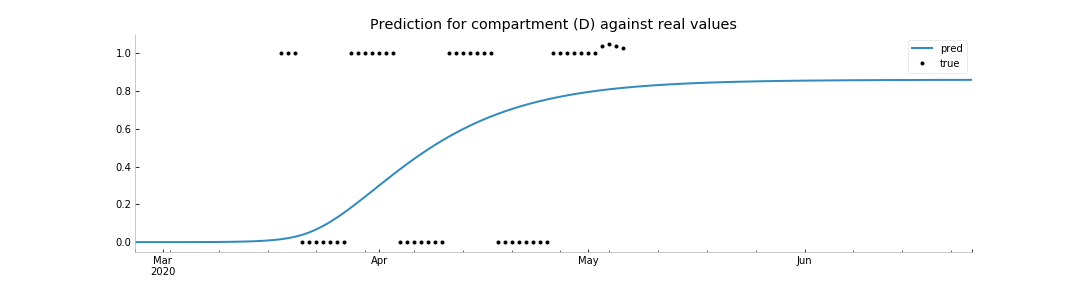 Prediction for compartment (D) against real values
1.0
0.8
0.6
0.4
0.2
0.0
pred
true
Mar
2020
Apr
May
Jun